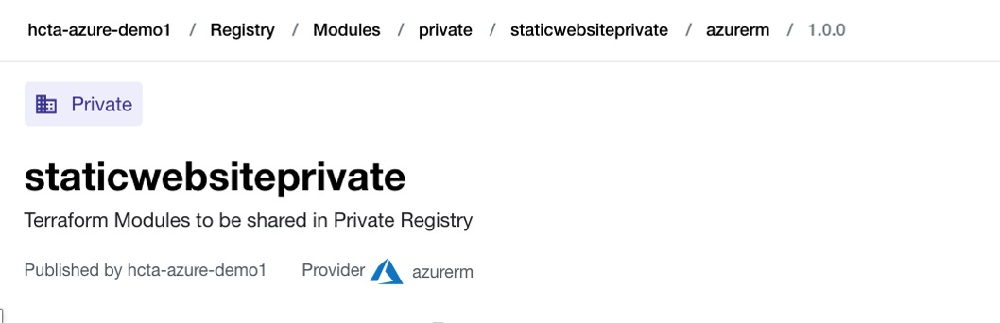 hcta-azure-demo1 / Registry / Modules / private / staticwebsiteprivate / azurerm / 1.0.0
Private
staticwebsiteprivate
Terraform Modules to be shared in Private Registry
Published by hcta-azure-demo1 Provider azurerm